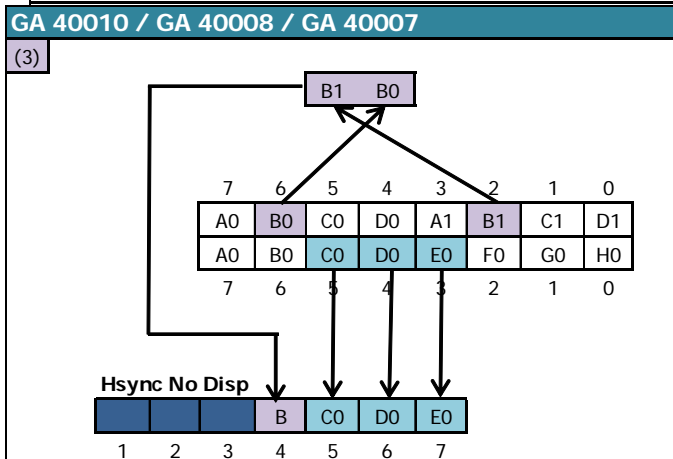 GA 40010 / GA 40008 / GA 40007
(3)
B1 B0
7 6 5 4 3 2 1 0
A0 B0 C0 D0 A1 B1 C1 D1
A0 B0 C0 D0 E0 F0 G0 H0
7 6 5 4 3 2 1 0
Hsync No Disp
B C0 D0 E0
1 2 3 4 5 6 7